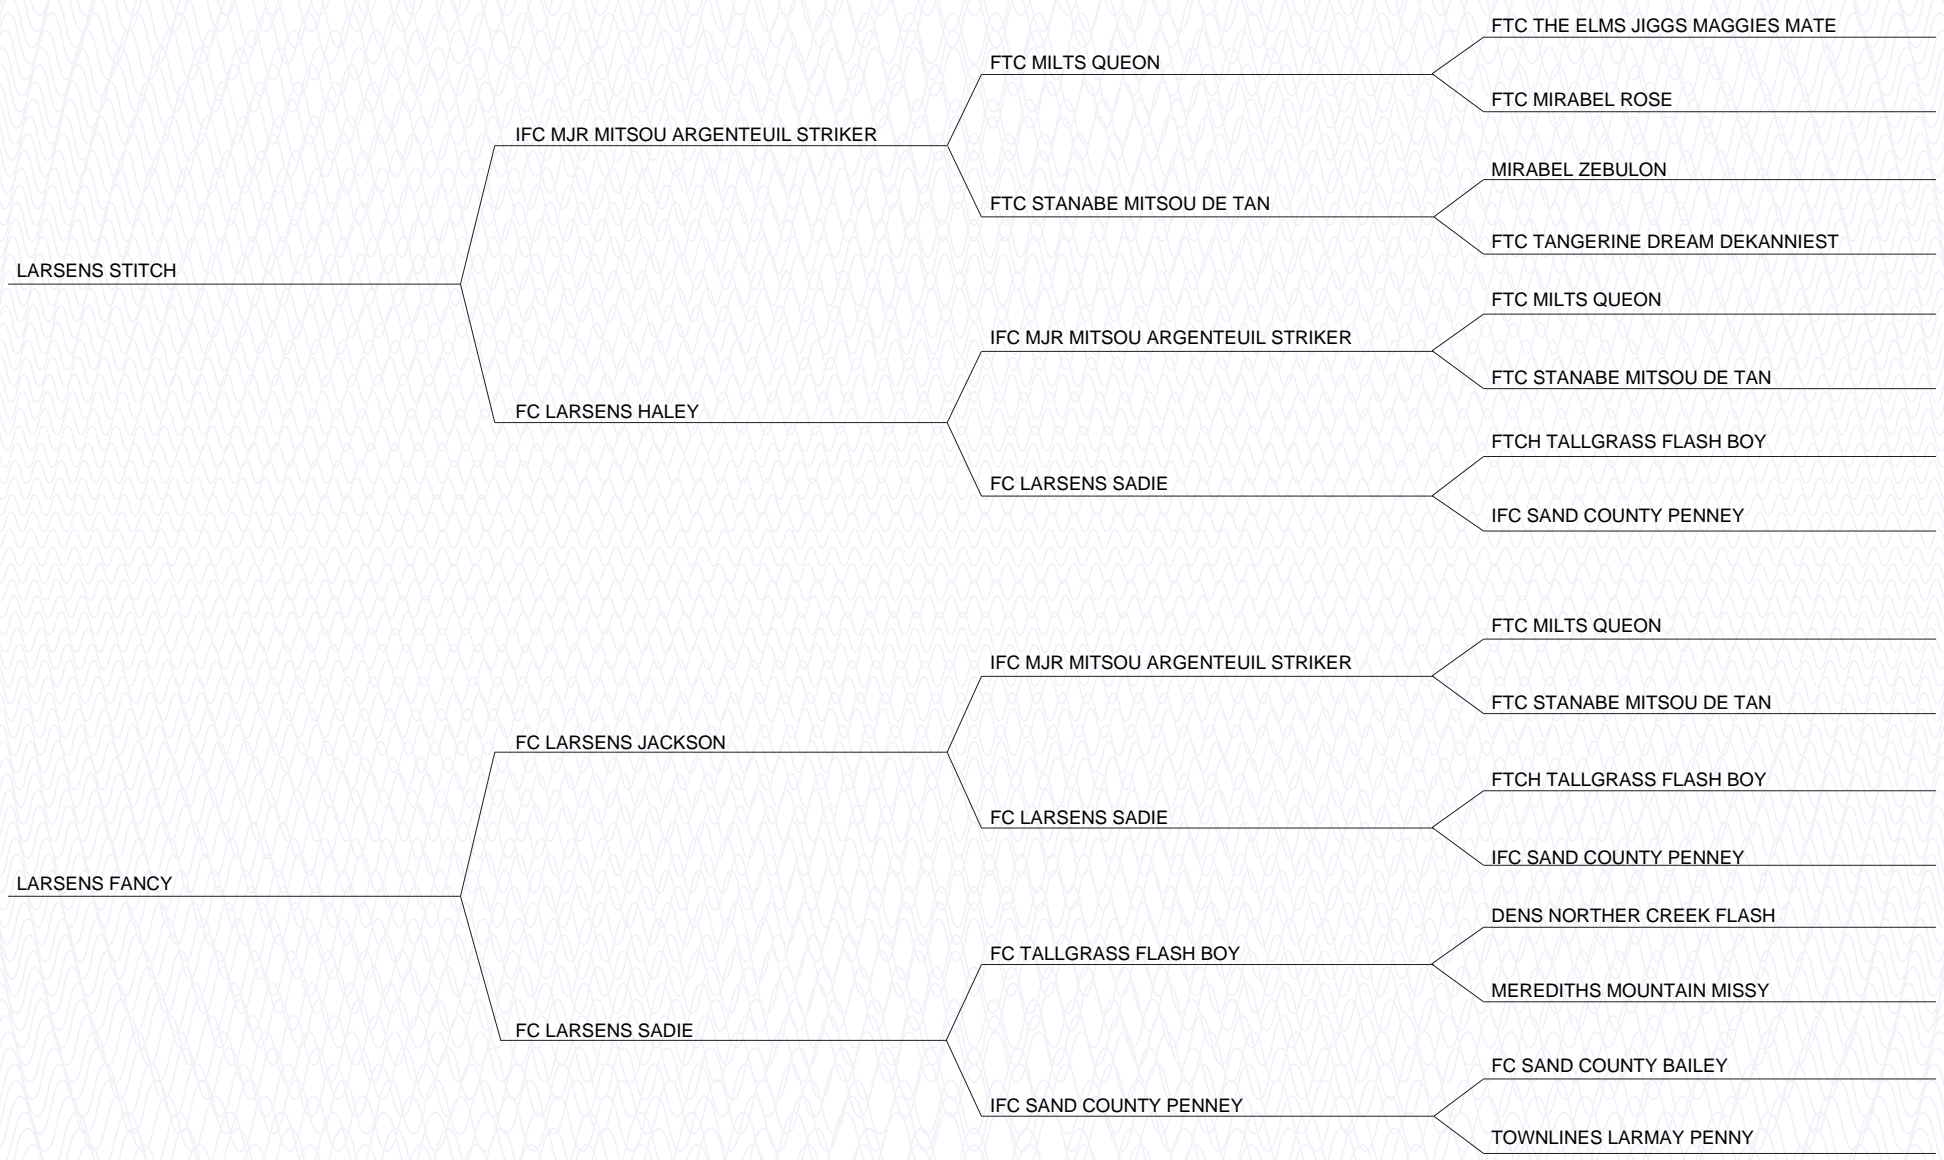 FTC THE ELMS JIGGS MAGGIES MATE
FTC MILTS QUEON
FTC MIRABEL ROSE
IFC MJR MITSOU ARGENTEUIL STRIKER
MIRABEL ZEBULON
FTC STANABE MITSOU DE TAN
FTC TANGERINE DREAM DEKANNIEST
LARSENS STITCH
FTC MILTS QUEON
IFC MJR MITSOU ARGENTEUIL STRIKER
FTC STANABE MITSOU DE TAN
FC LARSENS HALEY
FTCH TALLGRASS FLASH BOY
FC LARSENS SADIE
IFC SAND COUNTY PENNEY
FTC MILTS QUEON
IFC MJR MITSOU ARGENTEUIL STRIKER
FTC STANABE MITSOU DE TAN
FC LARSENS JACKSON
FTCH TALLGRASS FLASH BOY
FC LARSENS SADIE
IFC SAND COUNTY PENNEY
LARSENS FANCY
DENS NORTHER CREEK FLASH
FC TALLGRASS FLASH BOY
MEREDITHS MOUNTAIN MISSY
FC LARSENS SADIE
FC SAND COUNTY BAILEY
IFC SAND COUNTY PENNEY
TOWNLINES LARMAY PENNY